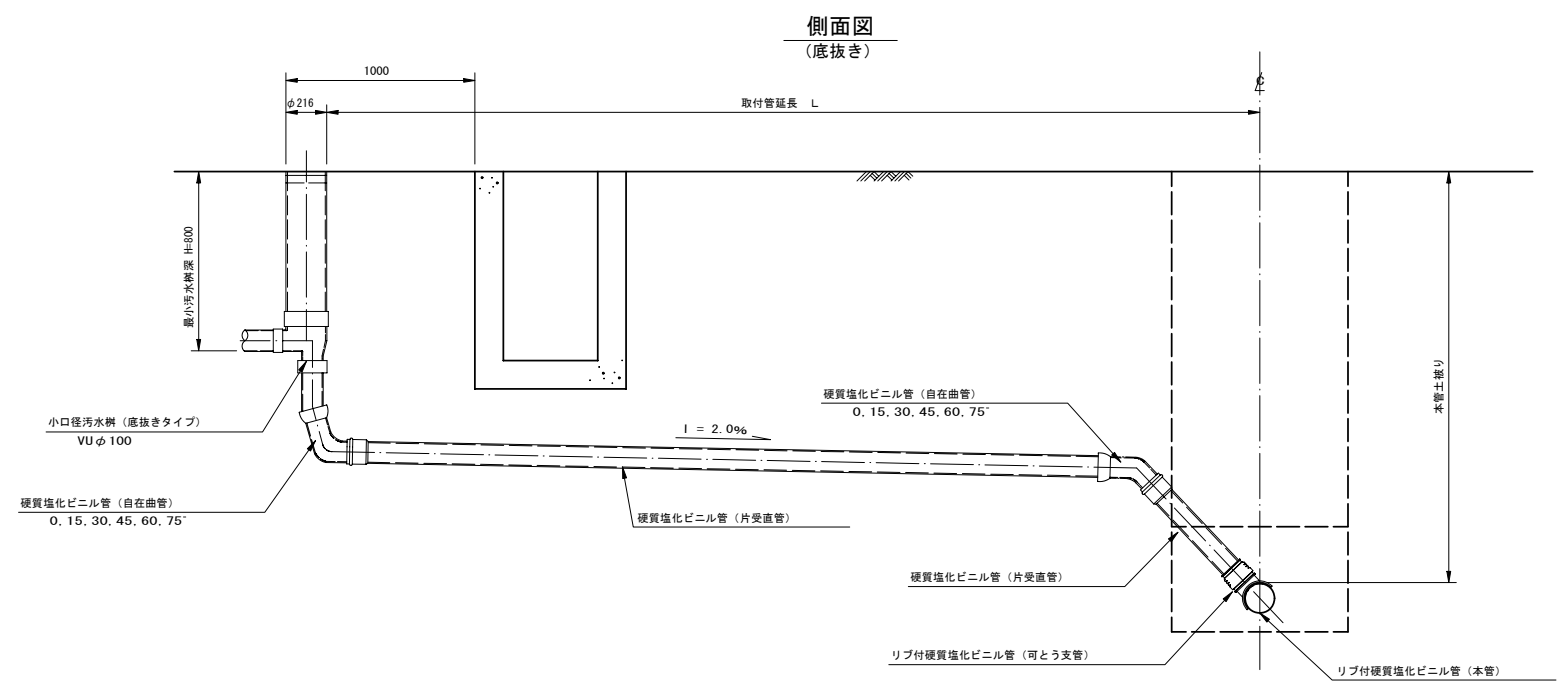 側面図
(底抜き)
1000
φ216
取付管延長 L
最小汚水桝深 H=800
小口径汚水桝（底抜きタイプ）
VUφ100
硬質塩化ビニル管（自在曲管）
0, 15, 30, 45, 60, 75°
I = 2.0%
硬質塩化ビニル管（片受直管）
硬質塩化ビニル管（自在曲管）
0, 15, 30, 45, 60, 75°
本管土被り
硬質塩化ビニル管（片受直管）
リブ付硬質塩化ビニル管（可とう支管）
リブ付硬質塩化ビニル管（本管）